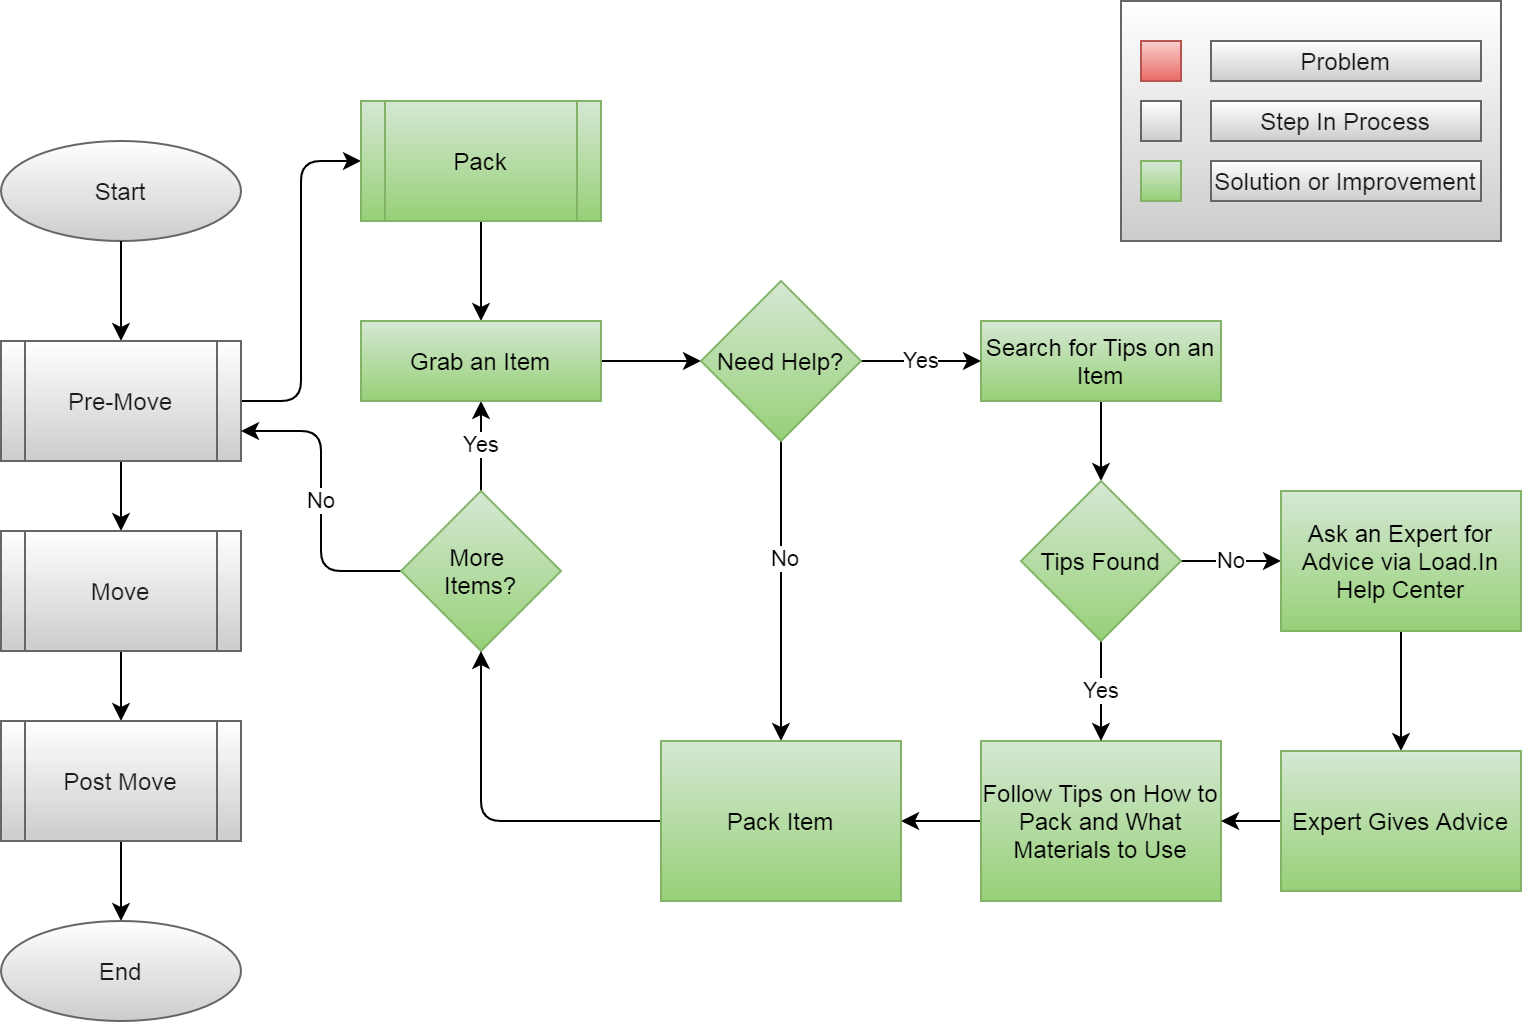 Problem
Step In Process
Solution or Improvement
Start
Pack
Pre-Move
Grab an Item
Need Help?
Yes
Search for Tips on an
Item
Yes
No
More
Items?
No
Tips Found
No
Ask an Expert for
Advice via Load.In
Help Center
Move
Yes
Post Move
Pack Item
Follow Tips on How to
Pack and What
Materials to Use
Expert Gives Advice
End